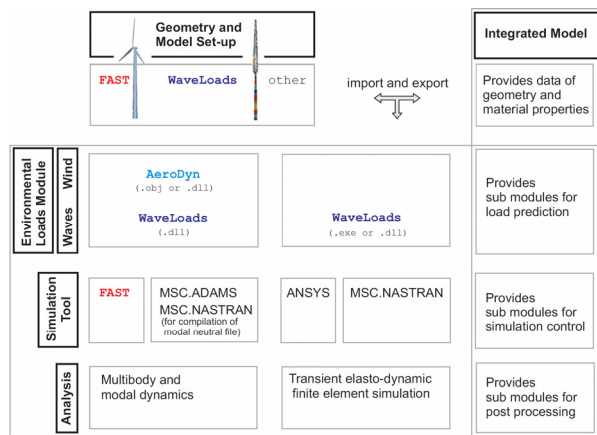 Geometry and
Model Set-up
Integrated Model
FAST
WaveLoads
other
import and export
Provides data of
geometry and
material properties
Environmental
Loads Module
Wind
Waves
AeroDyn
(.obj or .dll)
WaveLoads
(.dll)
WaveLoads
(.exe or .dll)
Provides
sub modules for
load prediction
Simulation
Tool
FAST
MSC.ADAMS
MSC.NASTRAN
(for compilation of
modal neutral file)
ANSYS
MSC.NASTRAN
Provides
sub modules for
simulation control
Analysis
Multibody and
modal dynamics
Transient elasto-dynamic
finite element simulation
Provides
sub modules for
post processing